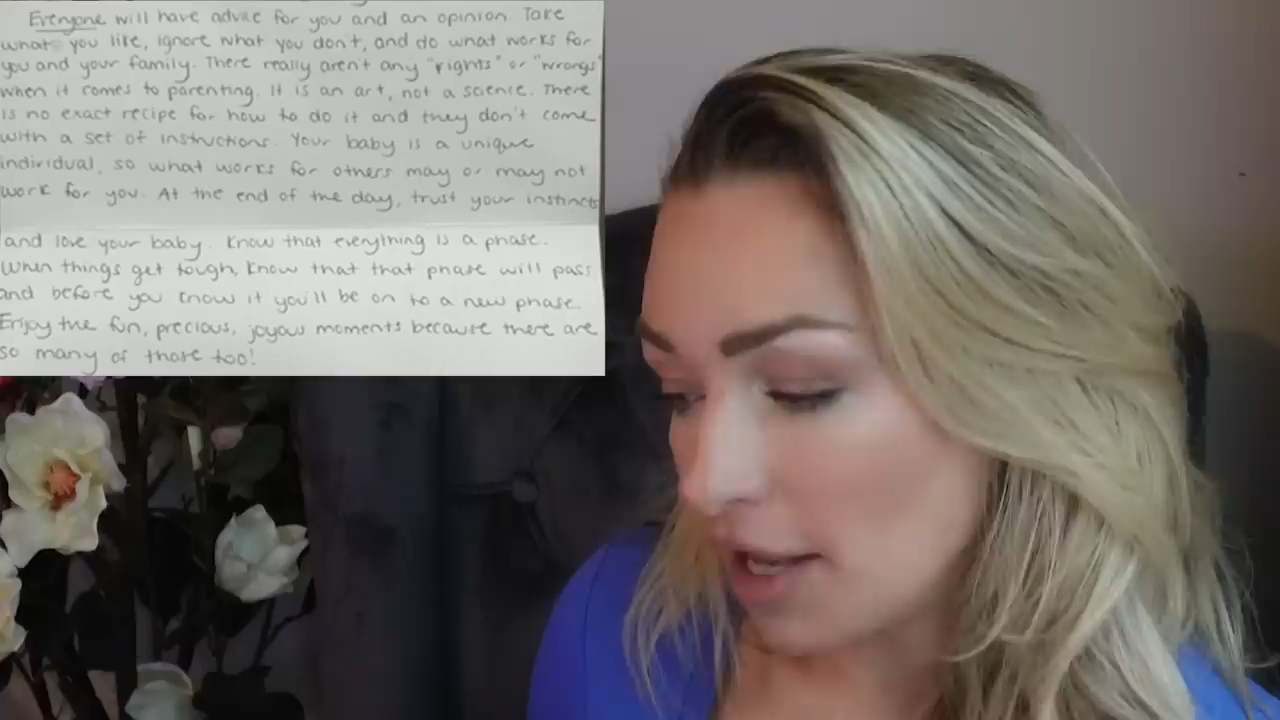 Everyone will have advice for you and an opinion. Take
what you like, ignore what you don't, and do what works for
you and your family. There really aren't any "rights" or "wrongs"
when it comes to parenting. It is an art, not a science. There
is no exact recipe for how to do it and they don't come
with a set of instructions. Your baby is a unique
individual, so what works for others may or may not
work for you. At the end of the day, trust your instincts
and love your baby. Know that everything is a phase.
When things get tough, know that that phase will pass
and before you know it you'll be on to a new phase.
Enjoy the fun, precious, joyous moments because there are
so many of those too!